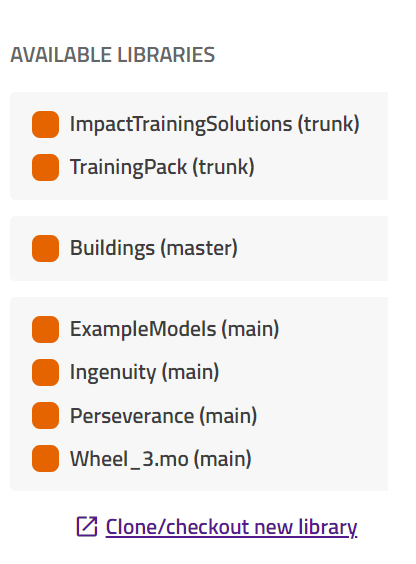 AVAILABLE LIBRARIES
ImpactTrainingSolutions (trunk)
TrainingPack (trunk)
Buildings (master)
ExampleModels (main)
Ingenuity (main)
Perseverance (main)
Wheel_3.mo (main)
Clone/checkout new library